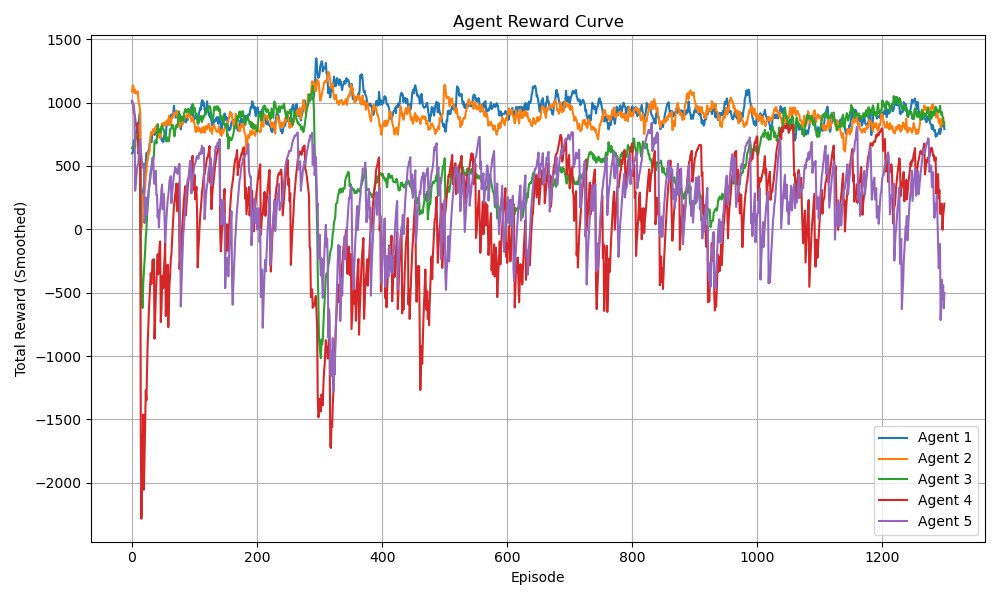 Agent Reward Curve
Total Reward (Smoothed)
1500
1000
500
0
−500
−1000
−1500
−2000
0 200 400 600 800 1000 1200
Episode
Agent 1
Agent 2
Agent 3
Agent 4
Agent 5